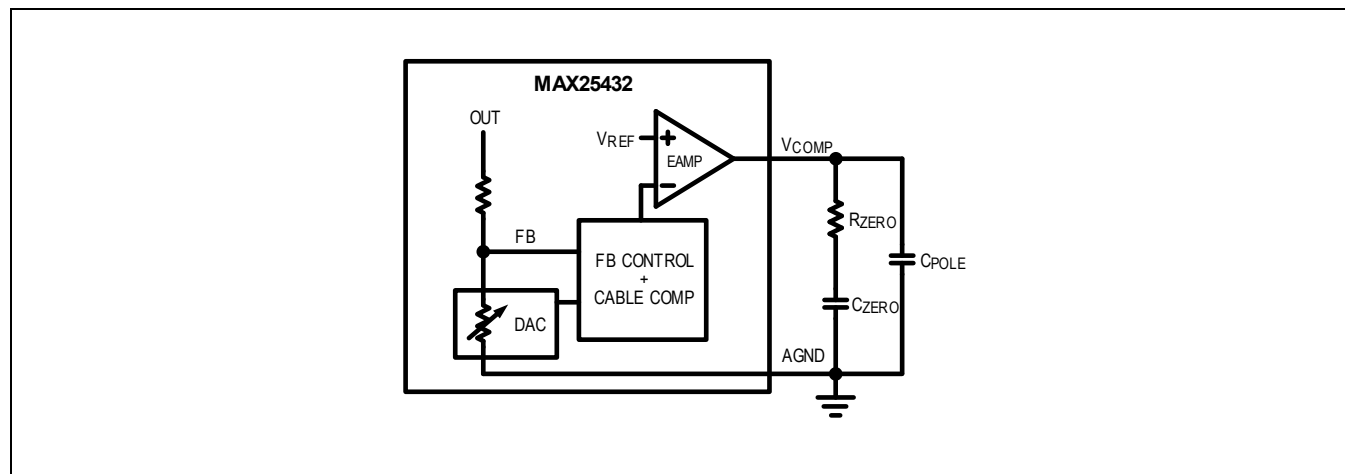 MAX25432
OUT
VREF
+
EAMP
−
VCOMP
RZERO
FB
FB CONTROL
+
CABLE COMP
CPOLE
CZERO
DAC
AGND